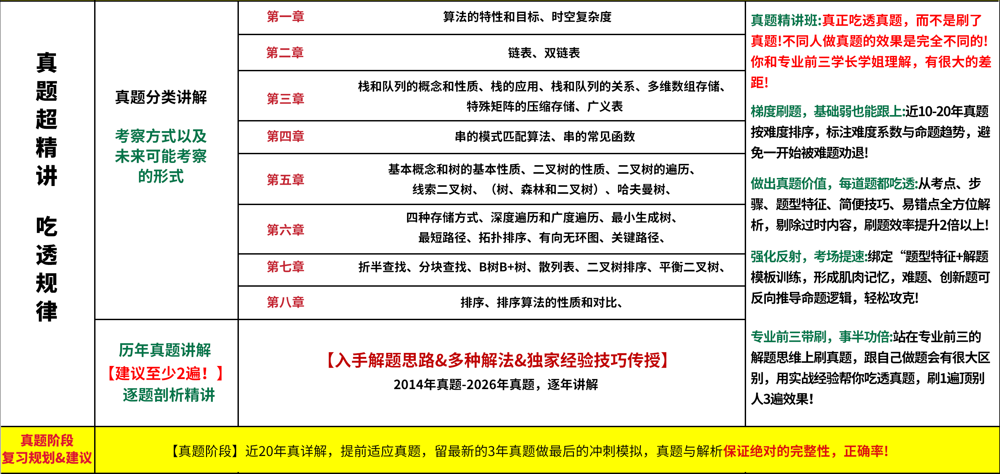 真题超精讲 吃透规律
真题分类讲解
考察方式以及
未来可能考察
的形式
第一章
算法的特性和目标、时空复杂度
第二章
链表、双链表
第三章
栈和队列的概念和性质、栈的应用、栈和队列的关系、多维数组存储、
特殊矩阵的压缩存储、广义表
第四章
串的模式匹配算法、串的常见函数
第五章
基本概念和树的基本性质、二叉树的性质、二叉树的遍历、
线索二叉树、（树、森林和二叉树）、哈夫曼树、
第六章
四种存储方式、深度遍历和广度遍历、最小生成树、
最短路径、拓扑排序、有向无环图、关键路径、
第七章
折半查找、分块查找、B树B+树、散列表、二叉树排序、平衡二叉树、
第八章
排序、排序算法的性质和对比、
历年真题讲解
【建议至少2遍！】
逐题剖析精讲
【入手解题思路&多种解法&独家经验技巧传授】
2014年真题-2026年真题，逐年讲解
真题精讲班:真正吃透真题，而不是刷了
真题!不同人做真题的效果是完全不同的!
你和专业前三学长学姐理解，有很大的差
距!
梯度刷题，基础弱也能跟上:近10-20年真题
按难度排序，标注难度系数与命题趋势，避
免一开始被难题劝退!
做出真题价值，每道题都吃透:从考点、步
骤、题型特征、简便技巧、易错点全方位解
析，剔除过时内容，刷题效率提升2倍以上!
强化反射，考场提速:绑定“题型特征+解题
模板训练，形成肌肉记忆，难题、创新题可
反向推导命题逻辑，轻松攻克!
专业前三带刷，事半功倍:站在专业前三的
解题思维上刷真题，跟自己做题会有很大区
别，用实战经验帮你吃透真题，刷1遍顶别
人3遍效果!
真题阶段
复习规划&建议
【真题阶段】近20年真详解，提前适应真题，留最新的3年真题做最后的冲刺模拟，真题与解析保证绝对的完整性，正确率!